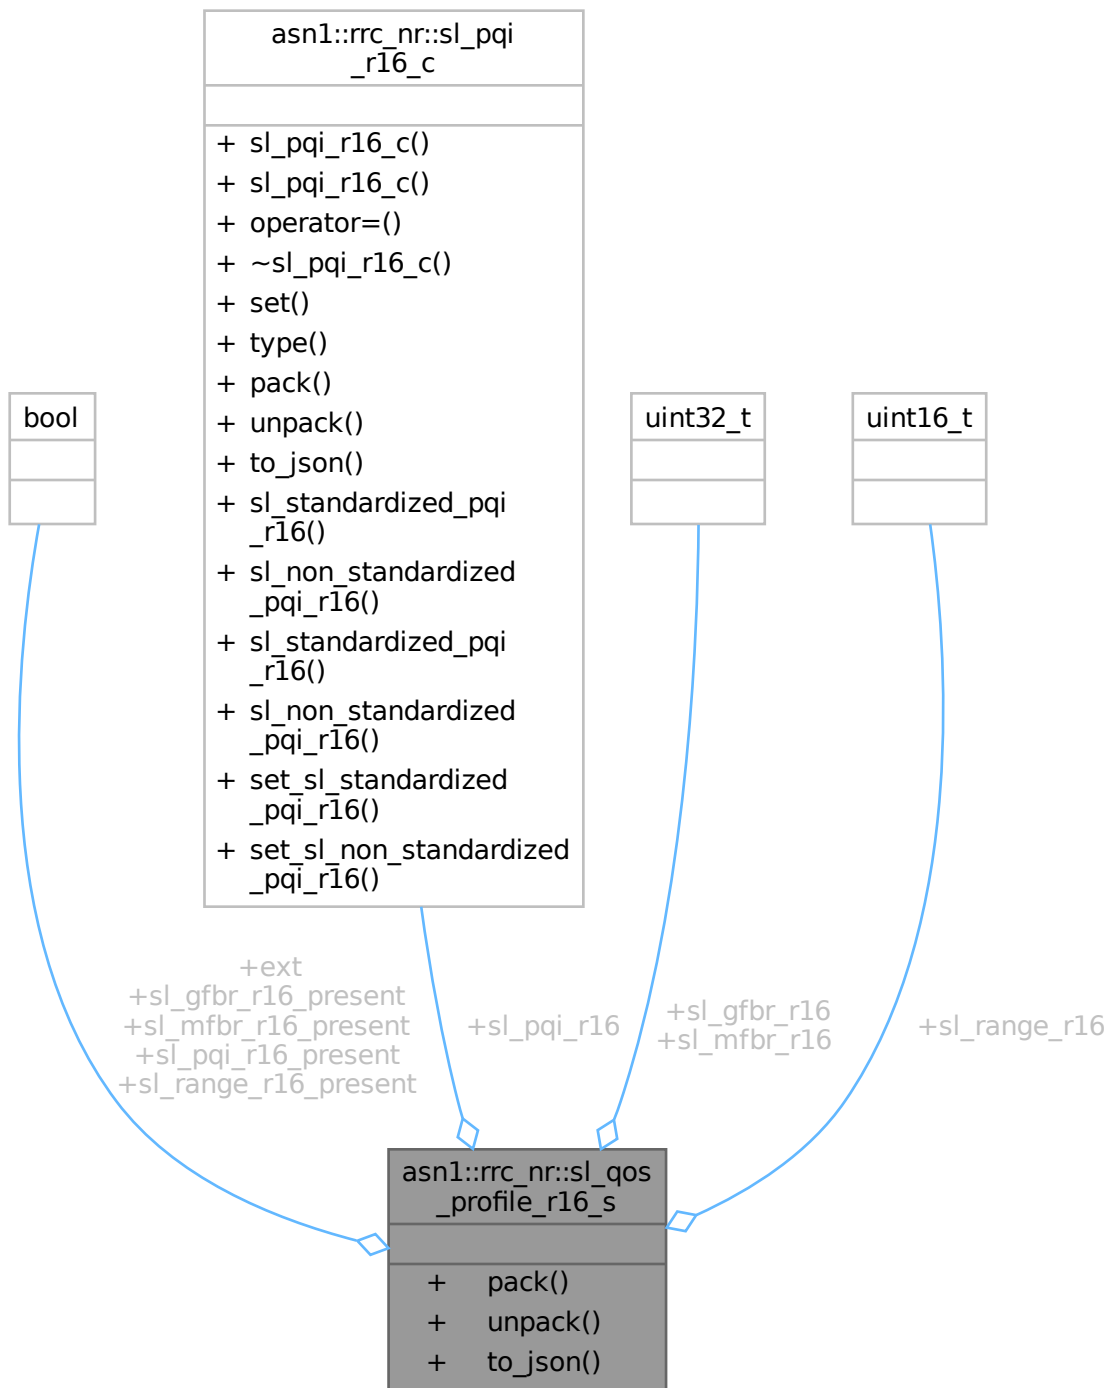 asn1::rrc_nr::sl_pqi
_r16_c
+ sl_pqi_r16_c()
+ sl_pqi_r16_c()
+ operator=()
+ ~sl_pqi_r16_c()
+ set()
+ type()
+ pack()
+ unpack()
+ to_json()
+ sl_standardized_pqi
_r16()
+ sl_non_standardized
_pqi_r16()
+ sl_standardized_pqi
_r16()
+ sl_non_standardized
_pqi_r16()
+ set_sl_standardized
_pqi_r16()
+ set_sl_non_standardized
_pqi_r16()
bool
uint32_t
uint16_t
+ext
+sl_gfbr_r16_present
+sl_mfbr_r16_present
+sl_pqi_r16_present
+sl_range_r16_present
+sl_pqi_r16
+sl_gfbr_r16
+sl_mfbr_r16
+sl_range_r16
asn1::rrc_nr::sl_qos
_profile_r16_s
+ pack()
+ unpack()
+ to_json()